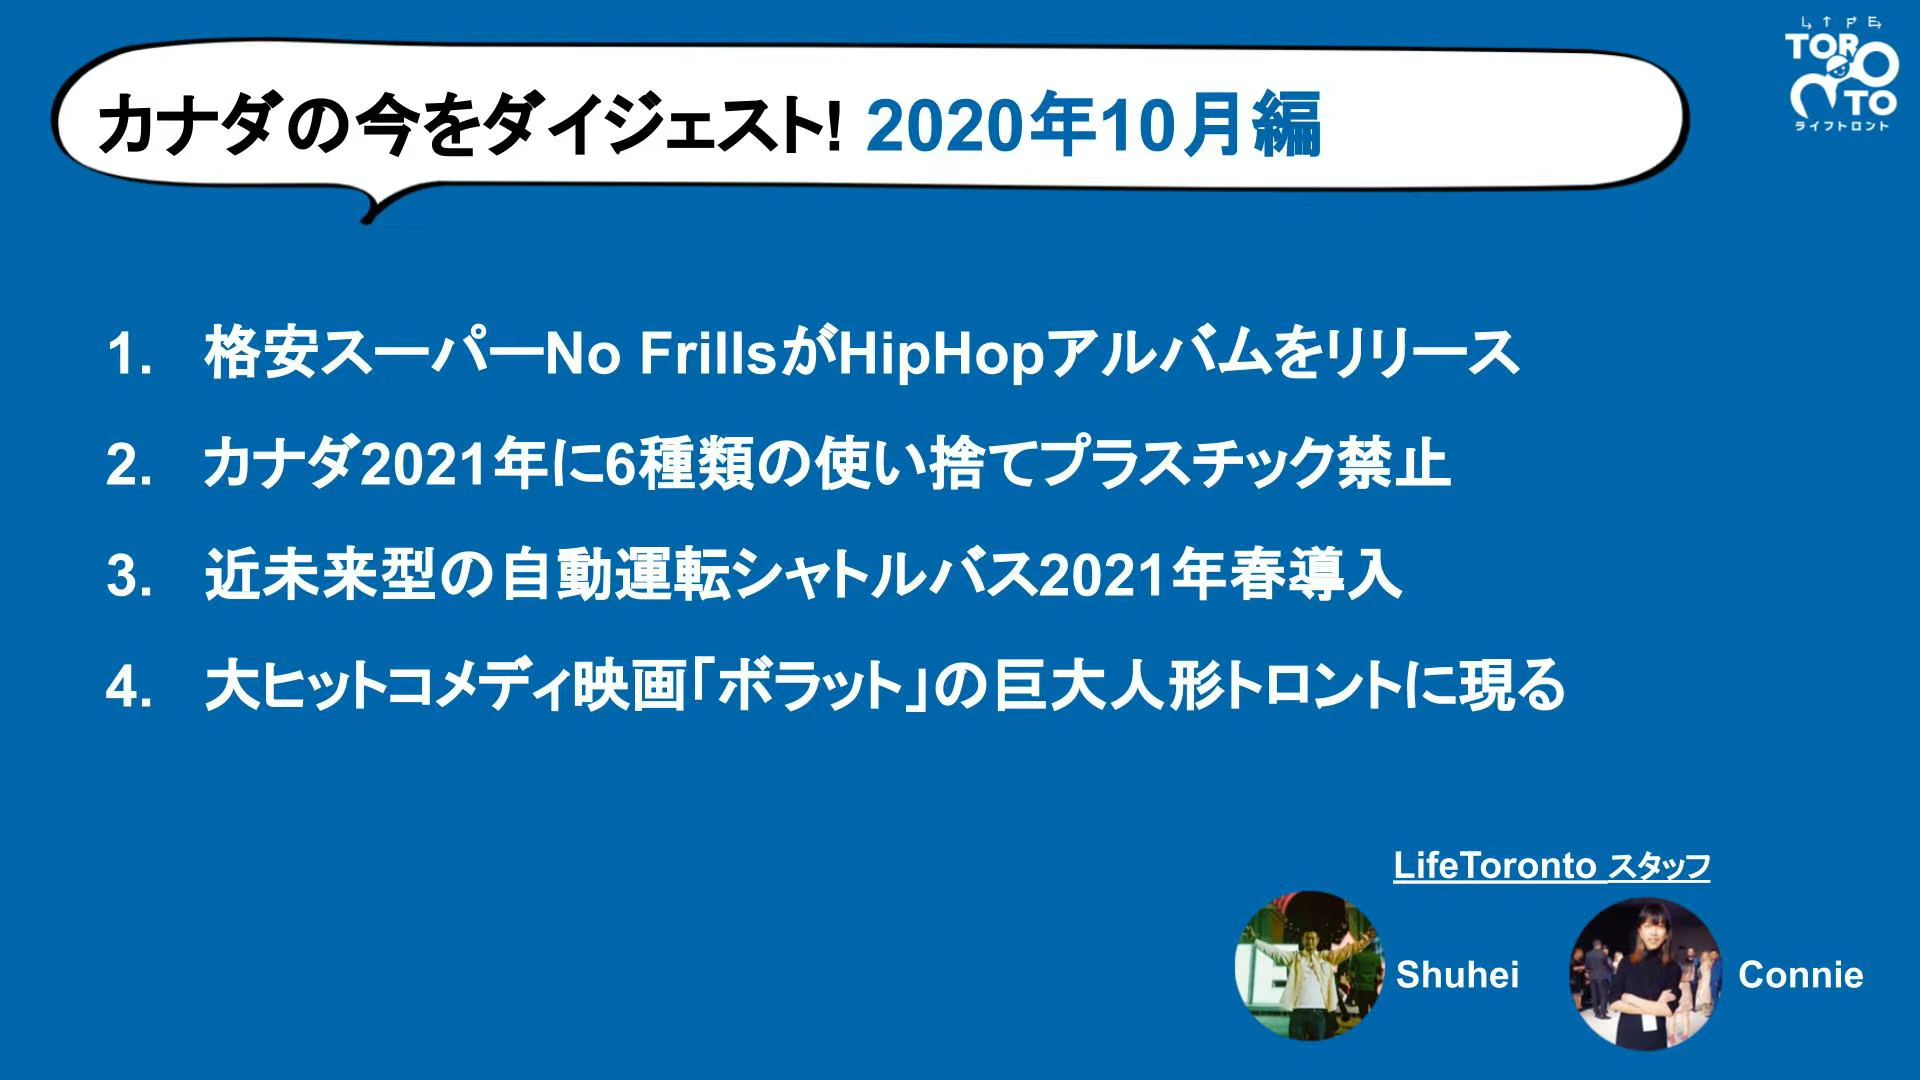 LIFE
TORONTO
ライフトロント
カナダの今をダイジェスト! 2020年10月編
1. 格安スーパーNo FrillsがHipHopアルバムをリリース
2. カナダ2021年に6種類の使い捨てプラスチック禁止
3. 近未来型の自動運転シャトルバス2021年春導入
4. 大ヒットコメディ映画「ボラット」の巨大人形トロントに現る
LifeToronto スタッフ
Shuhei
Connie